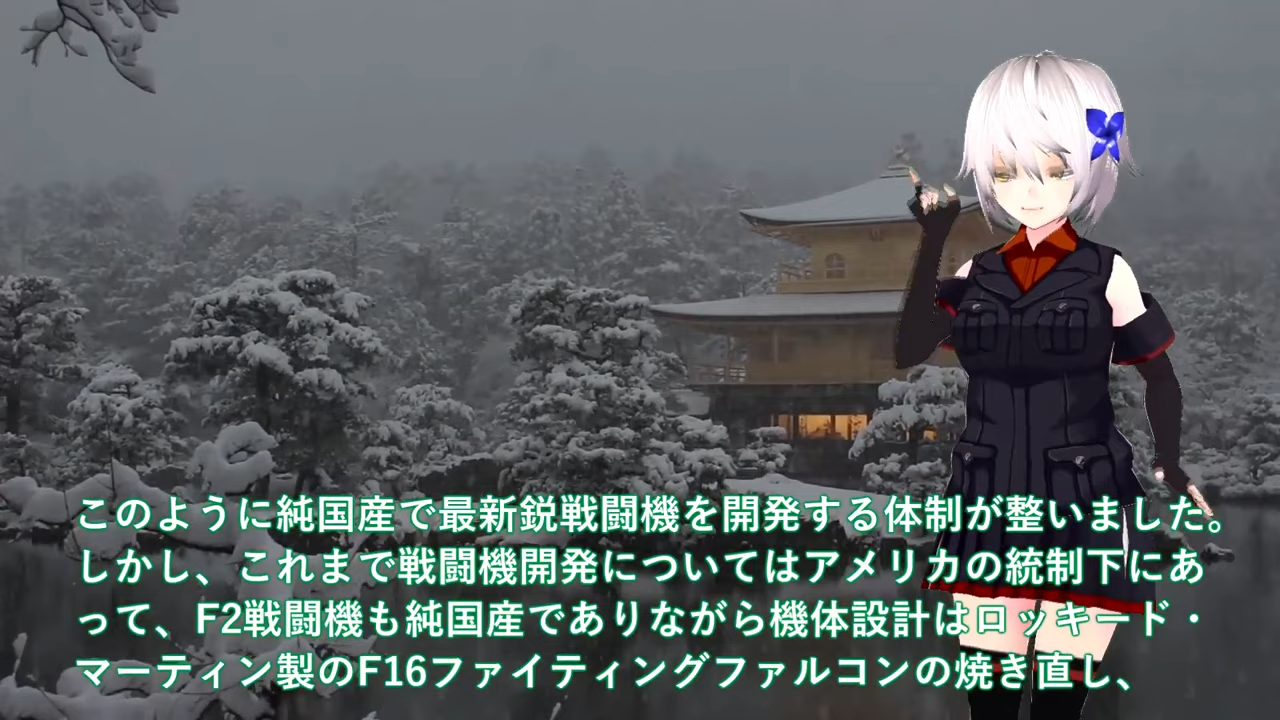 このように純国産で最新鋭戦闘機を開発する体制が整いました。
しかし、これまで戦闘機開発についてはアメリカの統制下にあ
って、F2戦闘機も純国産でありながら機体設計はロッキード・
マーティン製のF16ファイティングファルコンの焼き直し、